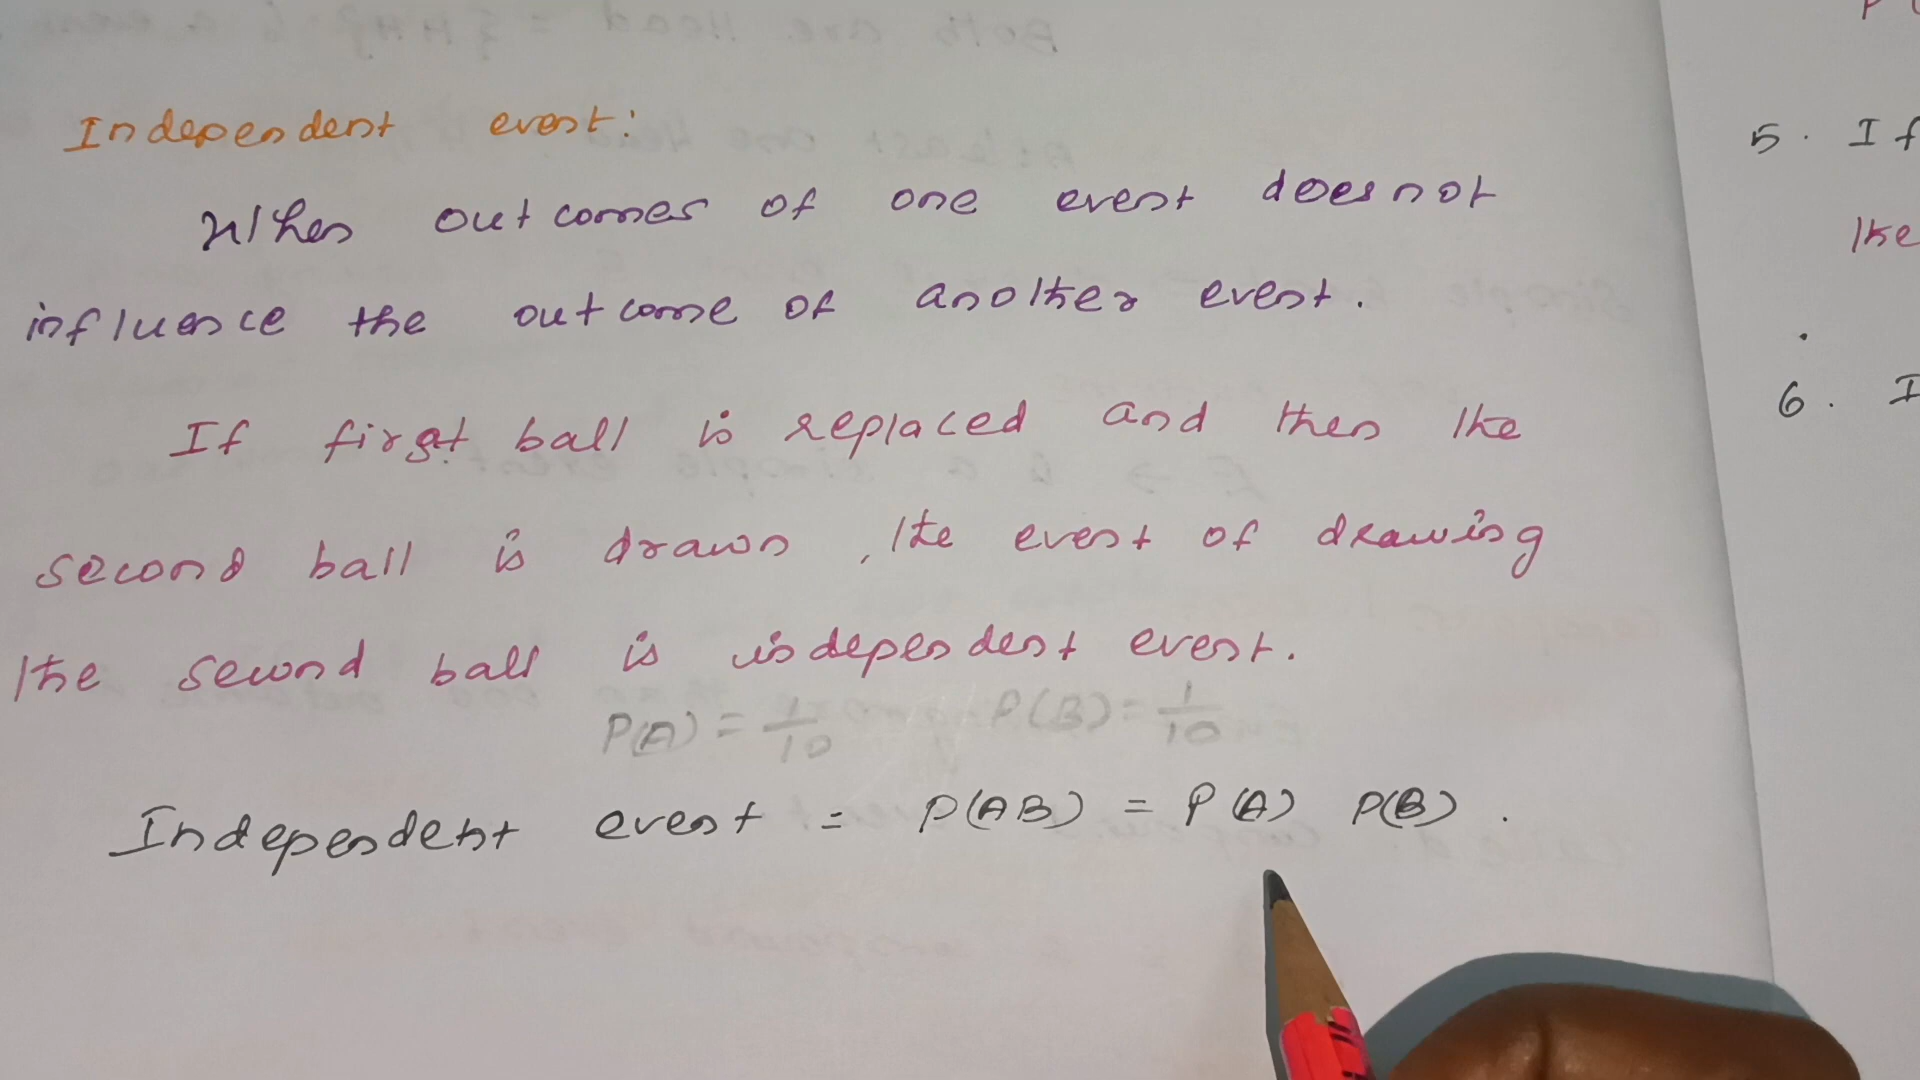 Independent event:
When outcomes of one event doesnot
influence the outcome of another event.
If first ball is replaced and then the
second ball is drawn, the event of drawing
the second ball is independent event.
P(A) = 1/10 P(B) = 1/10
Independent event = P(AB) = P(A) P(B).
5. If
the
6. I